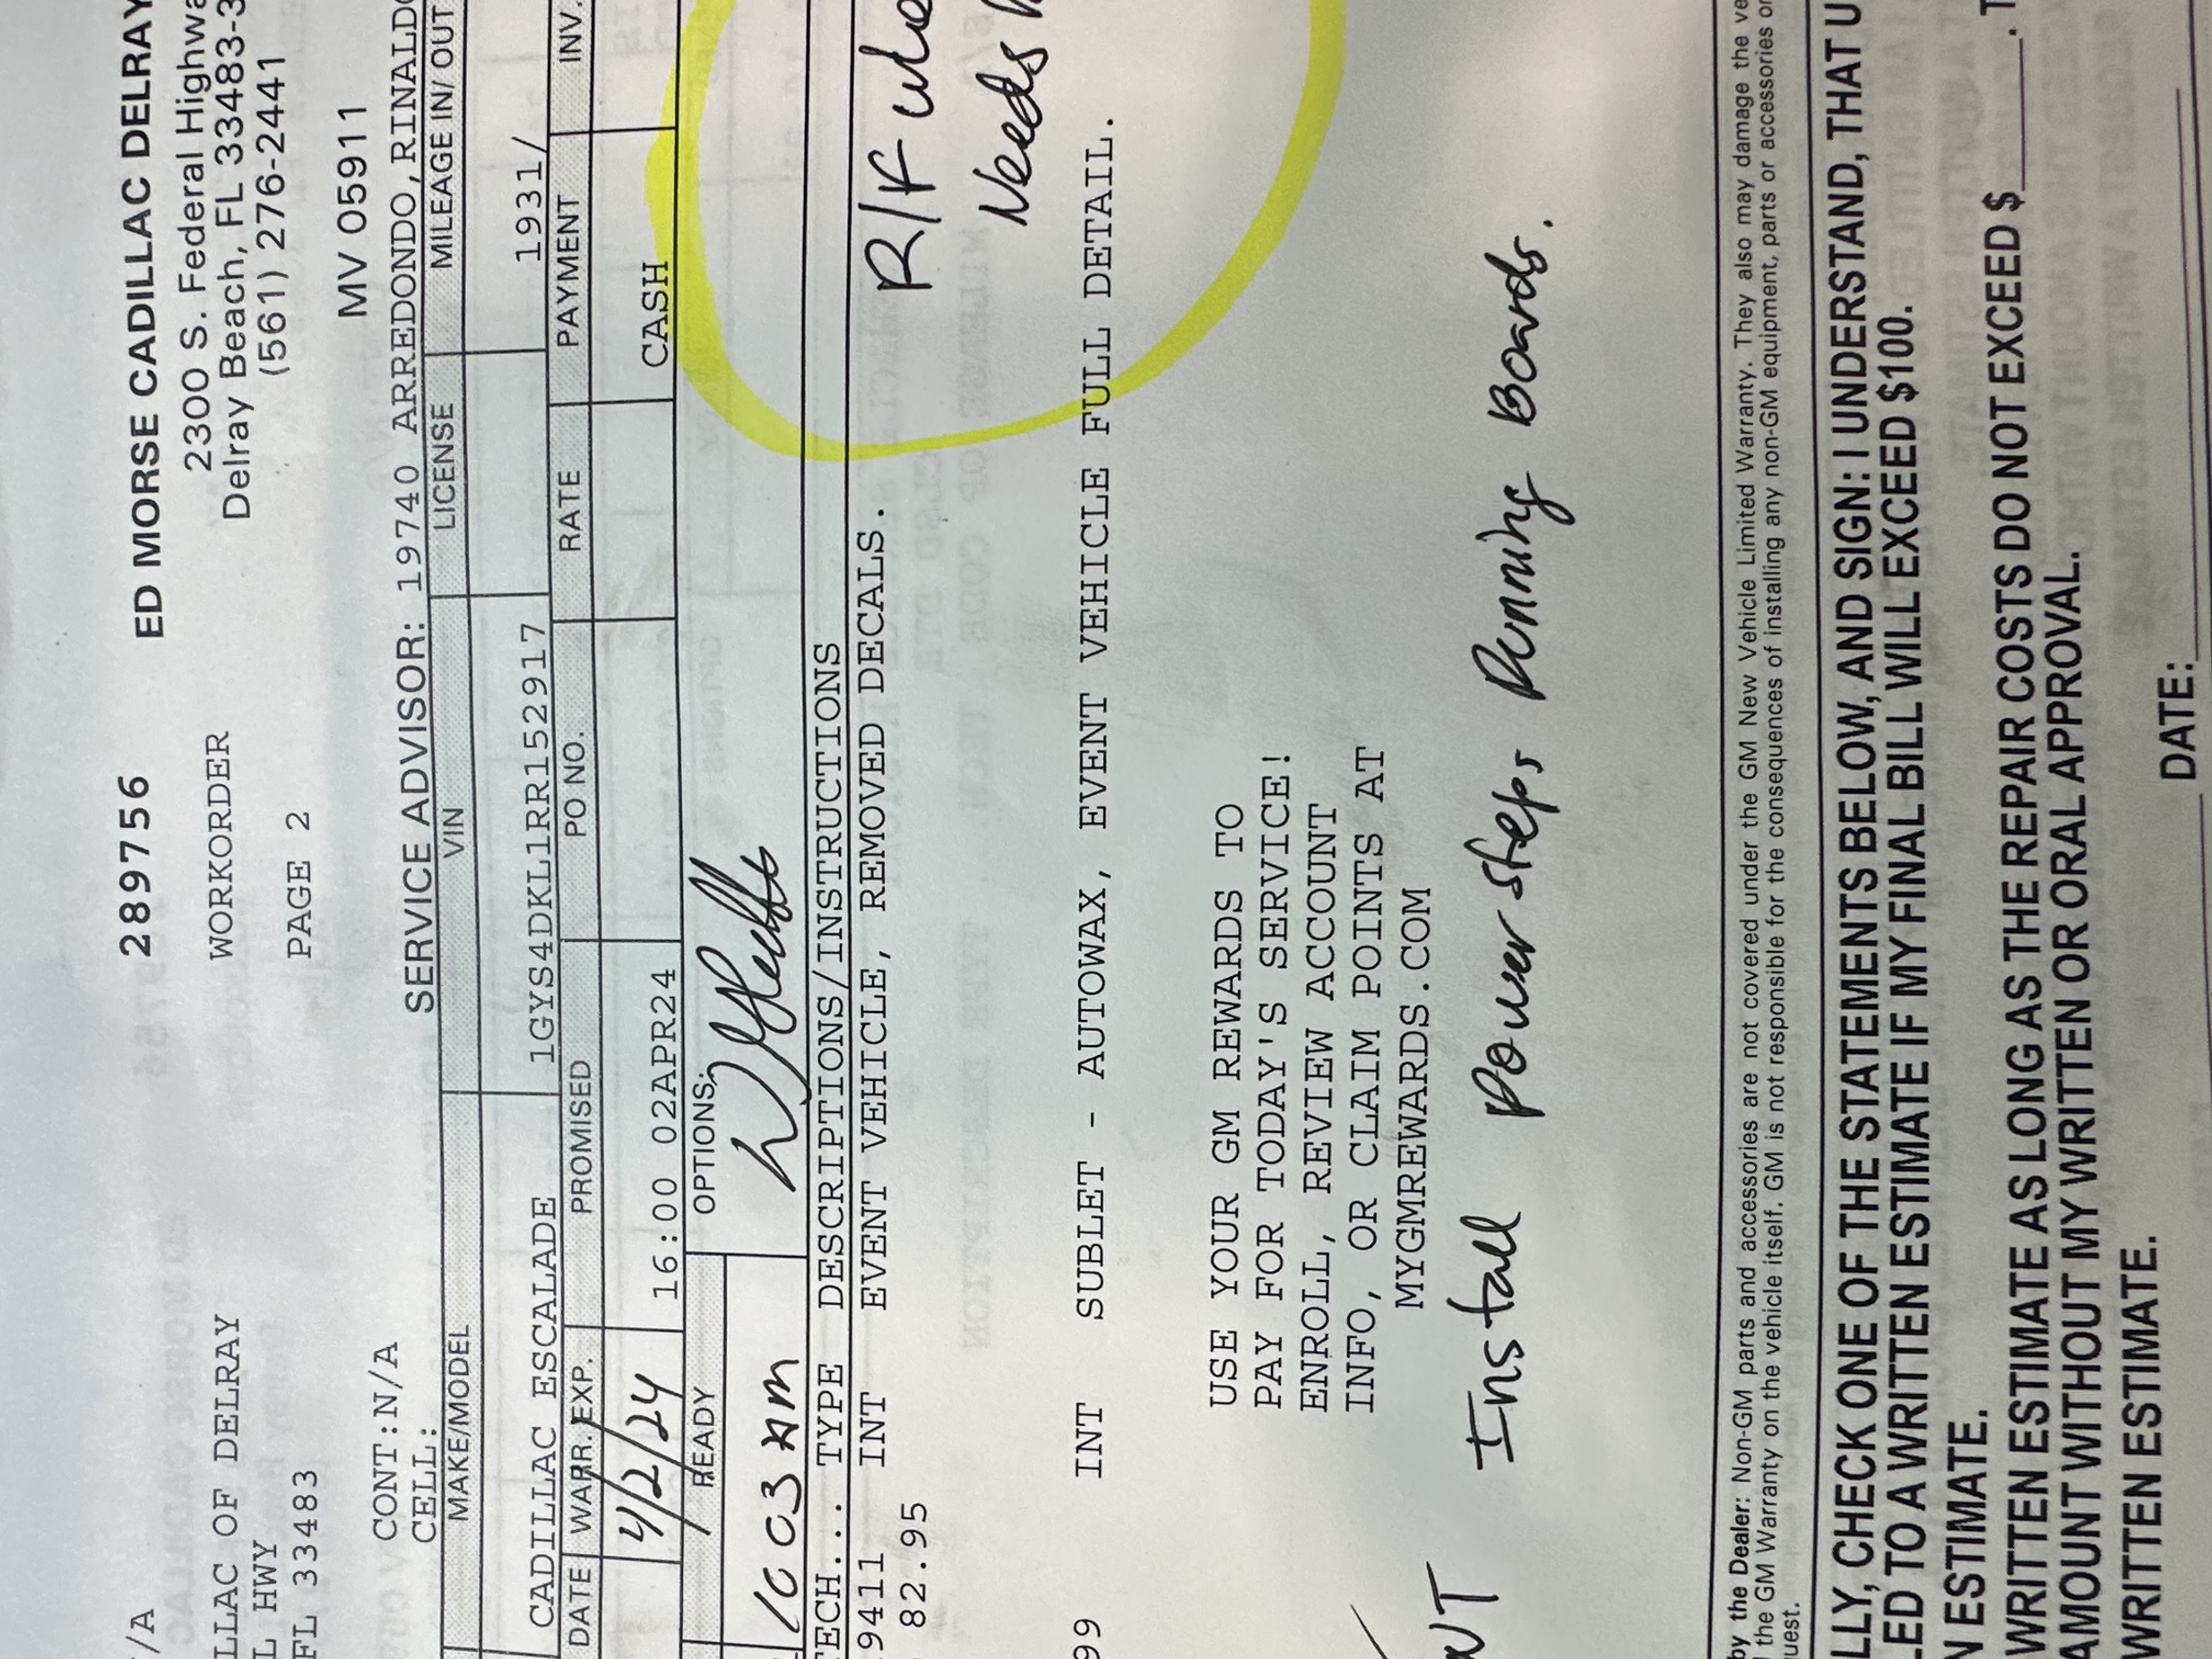 289756
ED MORSE CADILLAC DELRAY
/A
2300 S. Federal Highwa
LLAC OF DELRAY
WORKORDER
Delray Beach, FL 33483-3
L HWY
(561) 276-2441
FL 33483
PAGE 2
MV 05911
CONT:N/A
CELL:
SERVICE ADVISOR: 19740 ARREDONDO, RINALDO
MAKE/MODEL VIN LICENSE MILEAGE IN/ OUT
CADILLAC ESCALADE 1GYS4DKL1RR152917 1931/
DATE WARR. EXP. PROMISED PO NO. RATE PAYMENT INV.
4/2/24 16:00 02APR24 CASH
READY OPTIONS:
TECH... TYPE DESCRIPTIONS/INSTRUCTIONS
9411 INT EVENT VEHICLE, REMOVED DECALS.
82.95
R/F
Needs
99 INT SUBLET - AUTOWAX, EVENT VEHICLE FULL DETAIL.
USE YOUR GM REWARDS TO
PAY FOR TODAY'S SERVICE!
ENROLL, REVIEW ACCOUNT
INFO, OR CLAIM POINTS AT
MYGMREWARDS.COM
Install Power Steps Running Boards.
by the Dealer: Non-GM parts and accessories are not covered under the GM New Vehicle Limited Warranty. They also may damage the ve
the GM Warranty on the vehicle itself. GM is not responsible for the consequences of installing any non-GM equipment, parts or accessories or
uest.
LLY, CHECK ONE OF THE STATEMENTS BELOW, AND SIGN: I UNDERSTAND, THAT U
LED TO A WRITTEN ESTIMATE IF MY FINAL BILL WILL EXCEED $100.
N ESTIMATE.
WRITTEN ESTIMATE AS LONG AS THE REPAIR COSTS DO NOT EXCEED $______. T
AMOUNT WITHOUT MY WRITTEN OR ORAL APPROVAL.
WRITTEN ESTIMATE.
DATE: